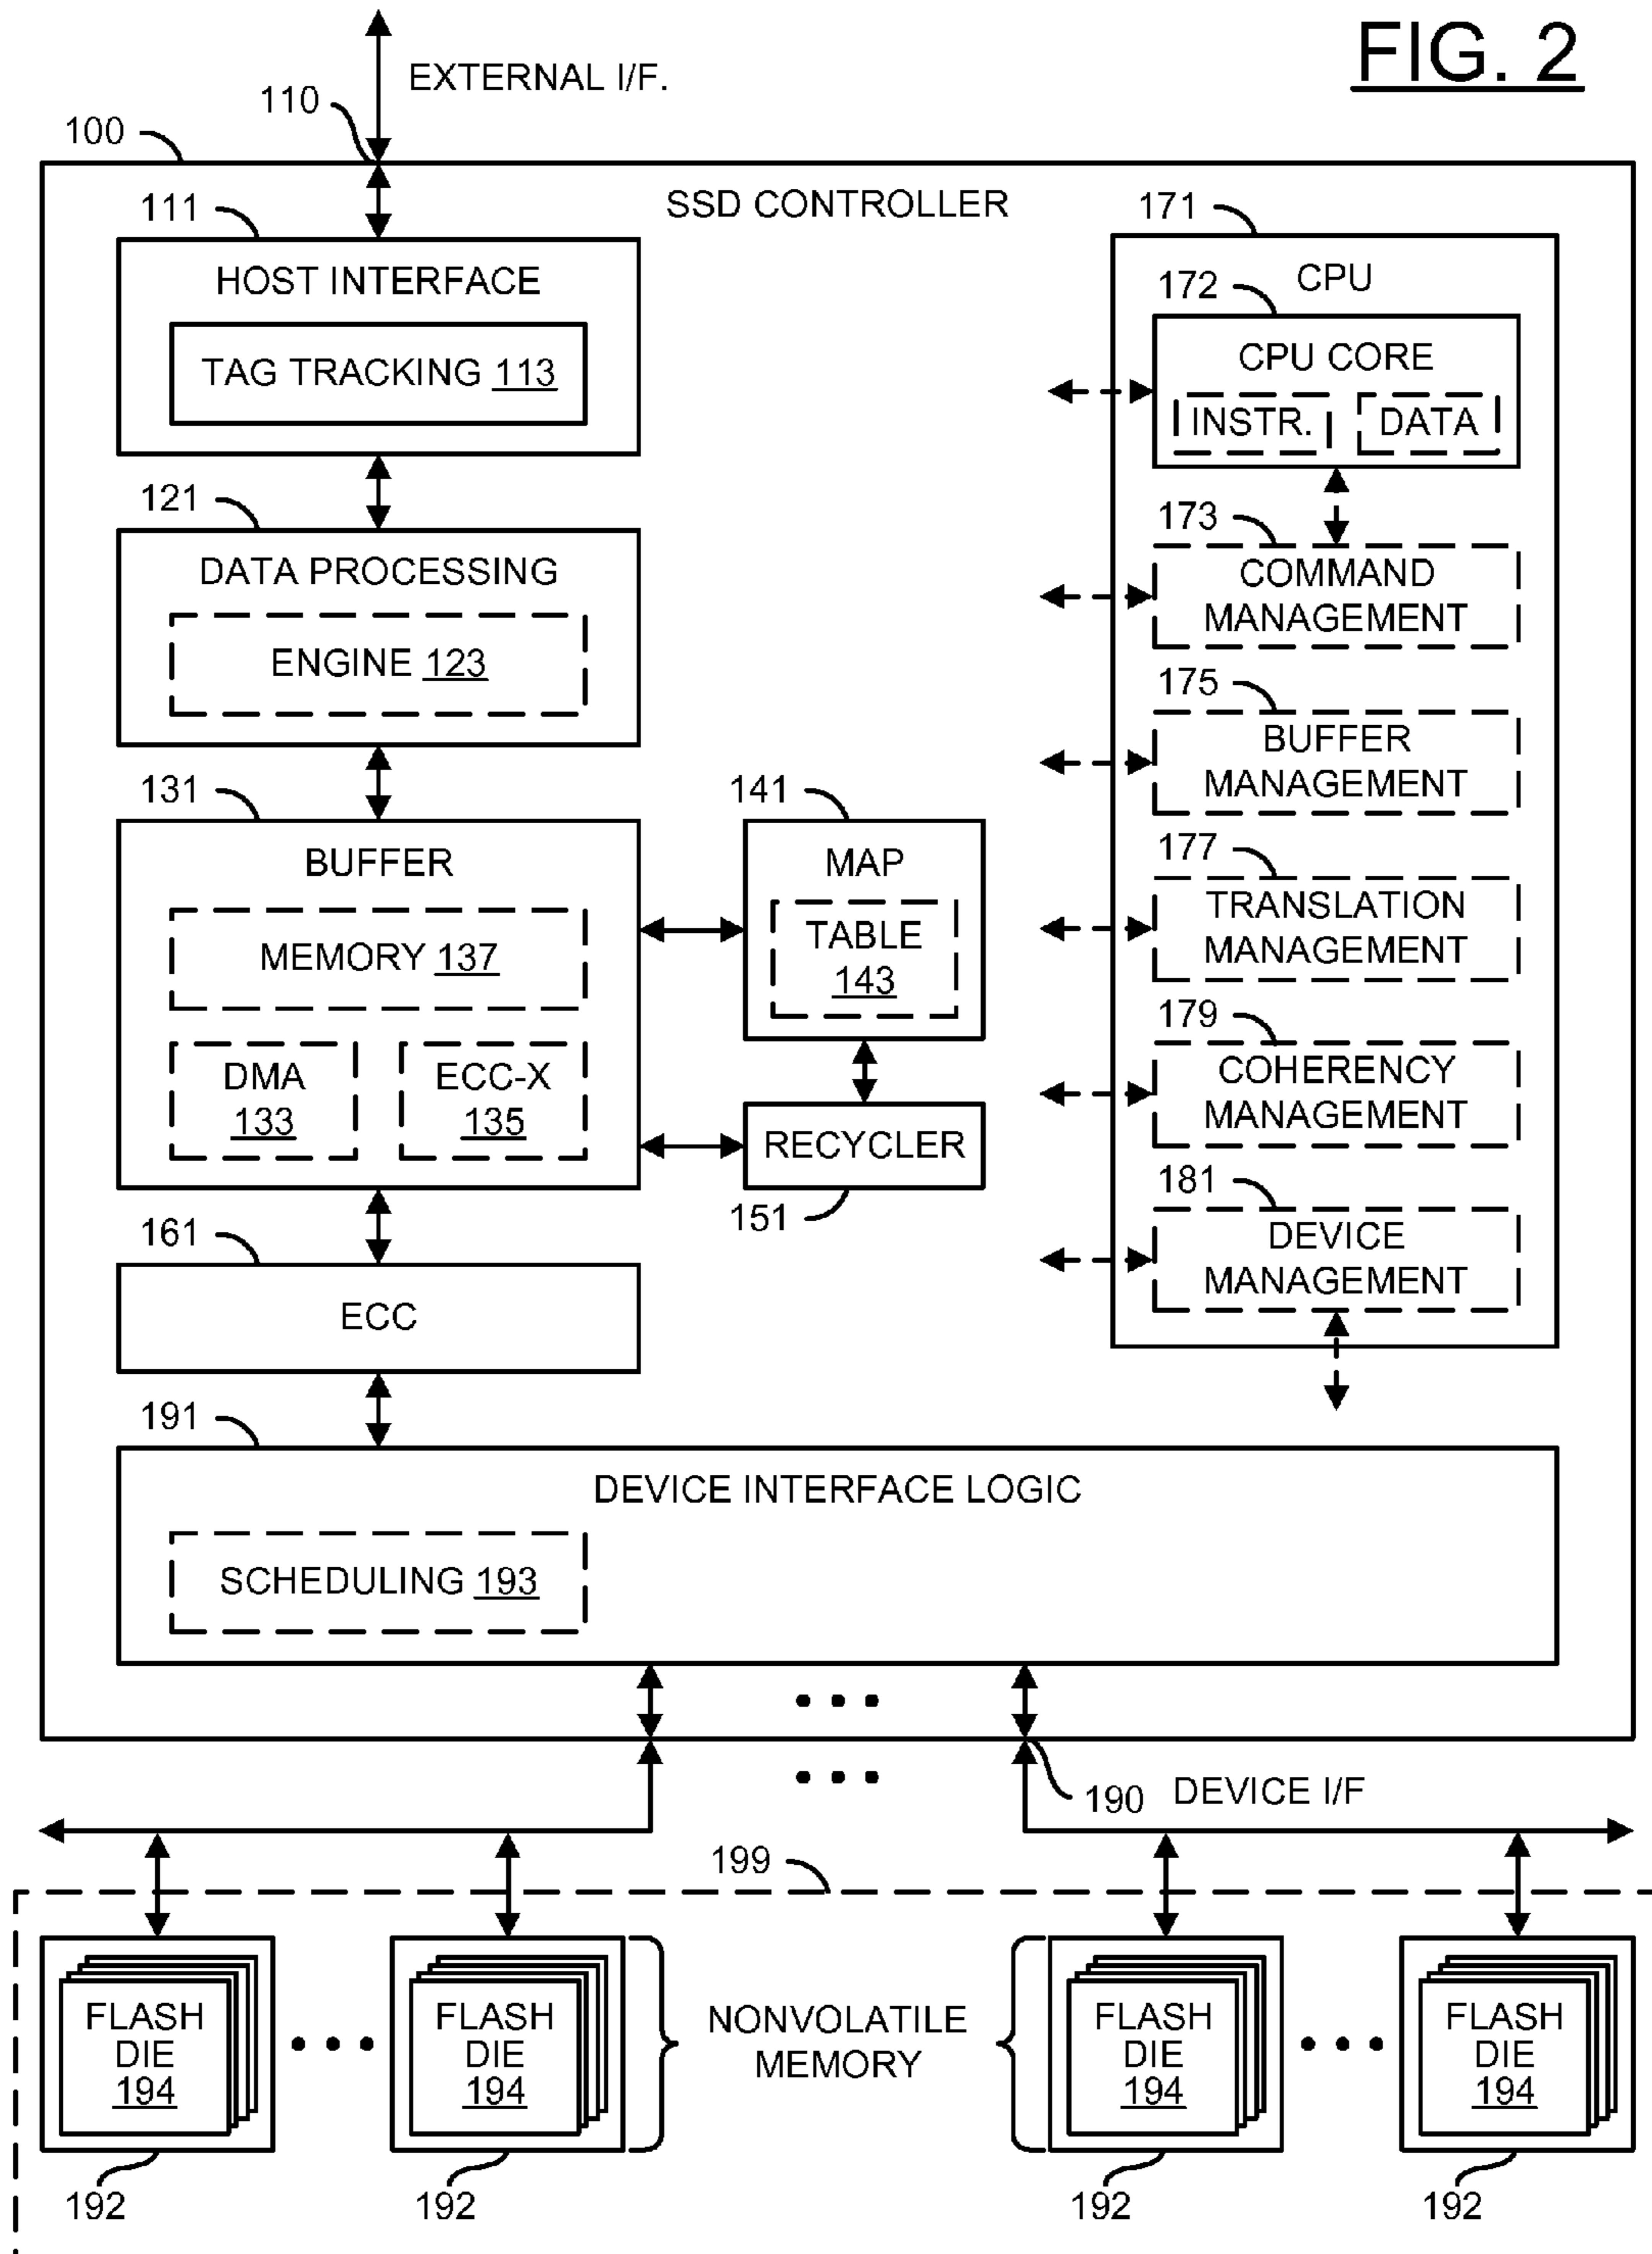 FIG. 2
EXTERNAL I/F.
110
100
SSD CONTROLLER
111
HOST INTERFACE
TAG TRACKING 113
121
DATA PROCESSING
ENGINE 123
131
BUFFER
MEMORY 137
DMA
133
ECC-X
135
141
MAP
TABLE
143
RECYCLER
151
161
ECC
171
CPU
172
CPU CORE
INSTR.
DATA
173
COMMAND
MANAGEMENT
175
BUFFER
MANAGEMENT
177
TRANSLATION
MANAGEMENT
179
COHERENCY
MANAGEMENT
181
DEVICE
MANAGEMENT
191
DEVICE INTERFACE LOGIC
SCHEDULING 193
190
DEVICE I/F
199
FLASH
DIE
194
192
FLASH
DIE
194
192
NONVOLATILE
MEMORY
FLASH
DIE
194
192
FLASH
DIE
194
192